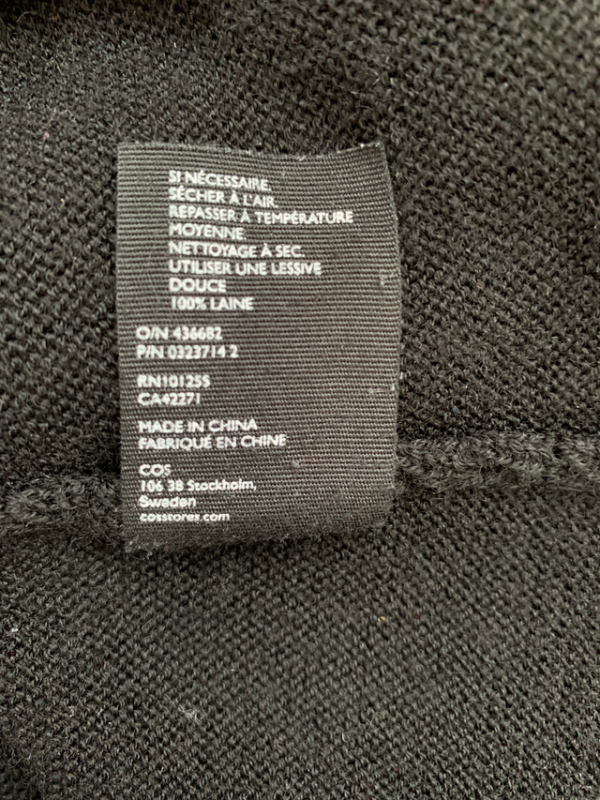 SI NÉCESSAIRE,
SÉCHER À L'AIR.
REPASSER À TEMPÉRATURE
MOYENNE.
NETTOYAGE À SEC.
UTILISER UNE LESSIVE
DOUCE
100% LAINE
O/N 436682
P/N 0323714 2
RN101255
CA42271
MADE IN CHINA
FABRIQUÉ EN CHINE
COS
106 38 Stockholm,
Sweden
cosstores.com